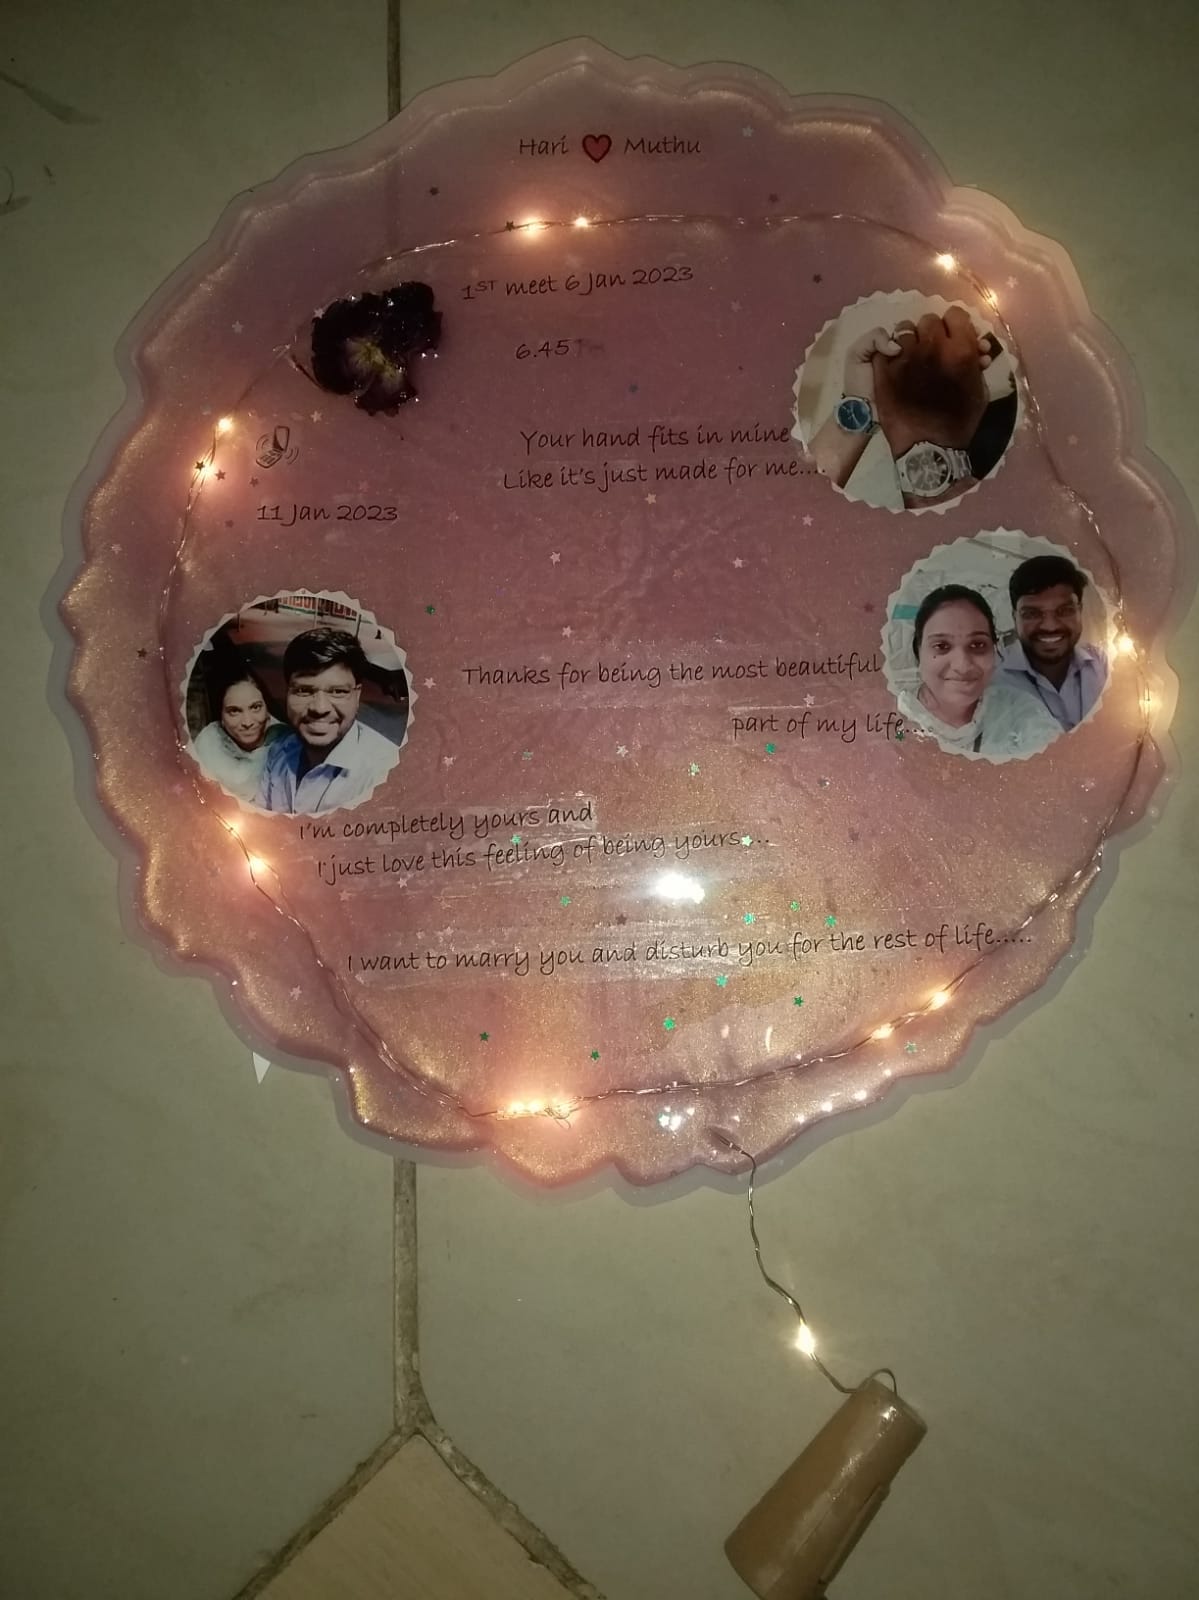 Hari Muthu
1ST meet 6 Jan 2023
6.45
Your hand fits in mine
Like it's just made for me....
11 Jan 2023
Thanks for being the most beautiful
part of my life....
I'm completely yours and
I just love this feeling of being yours....
I want to marry you and disturb you for the rest of life.....